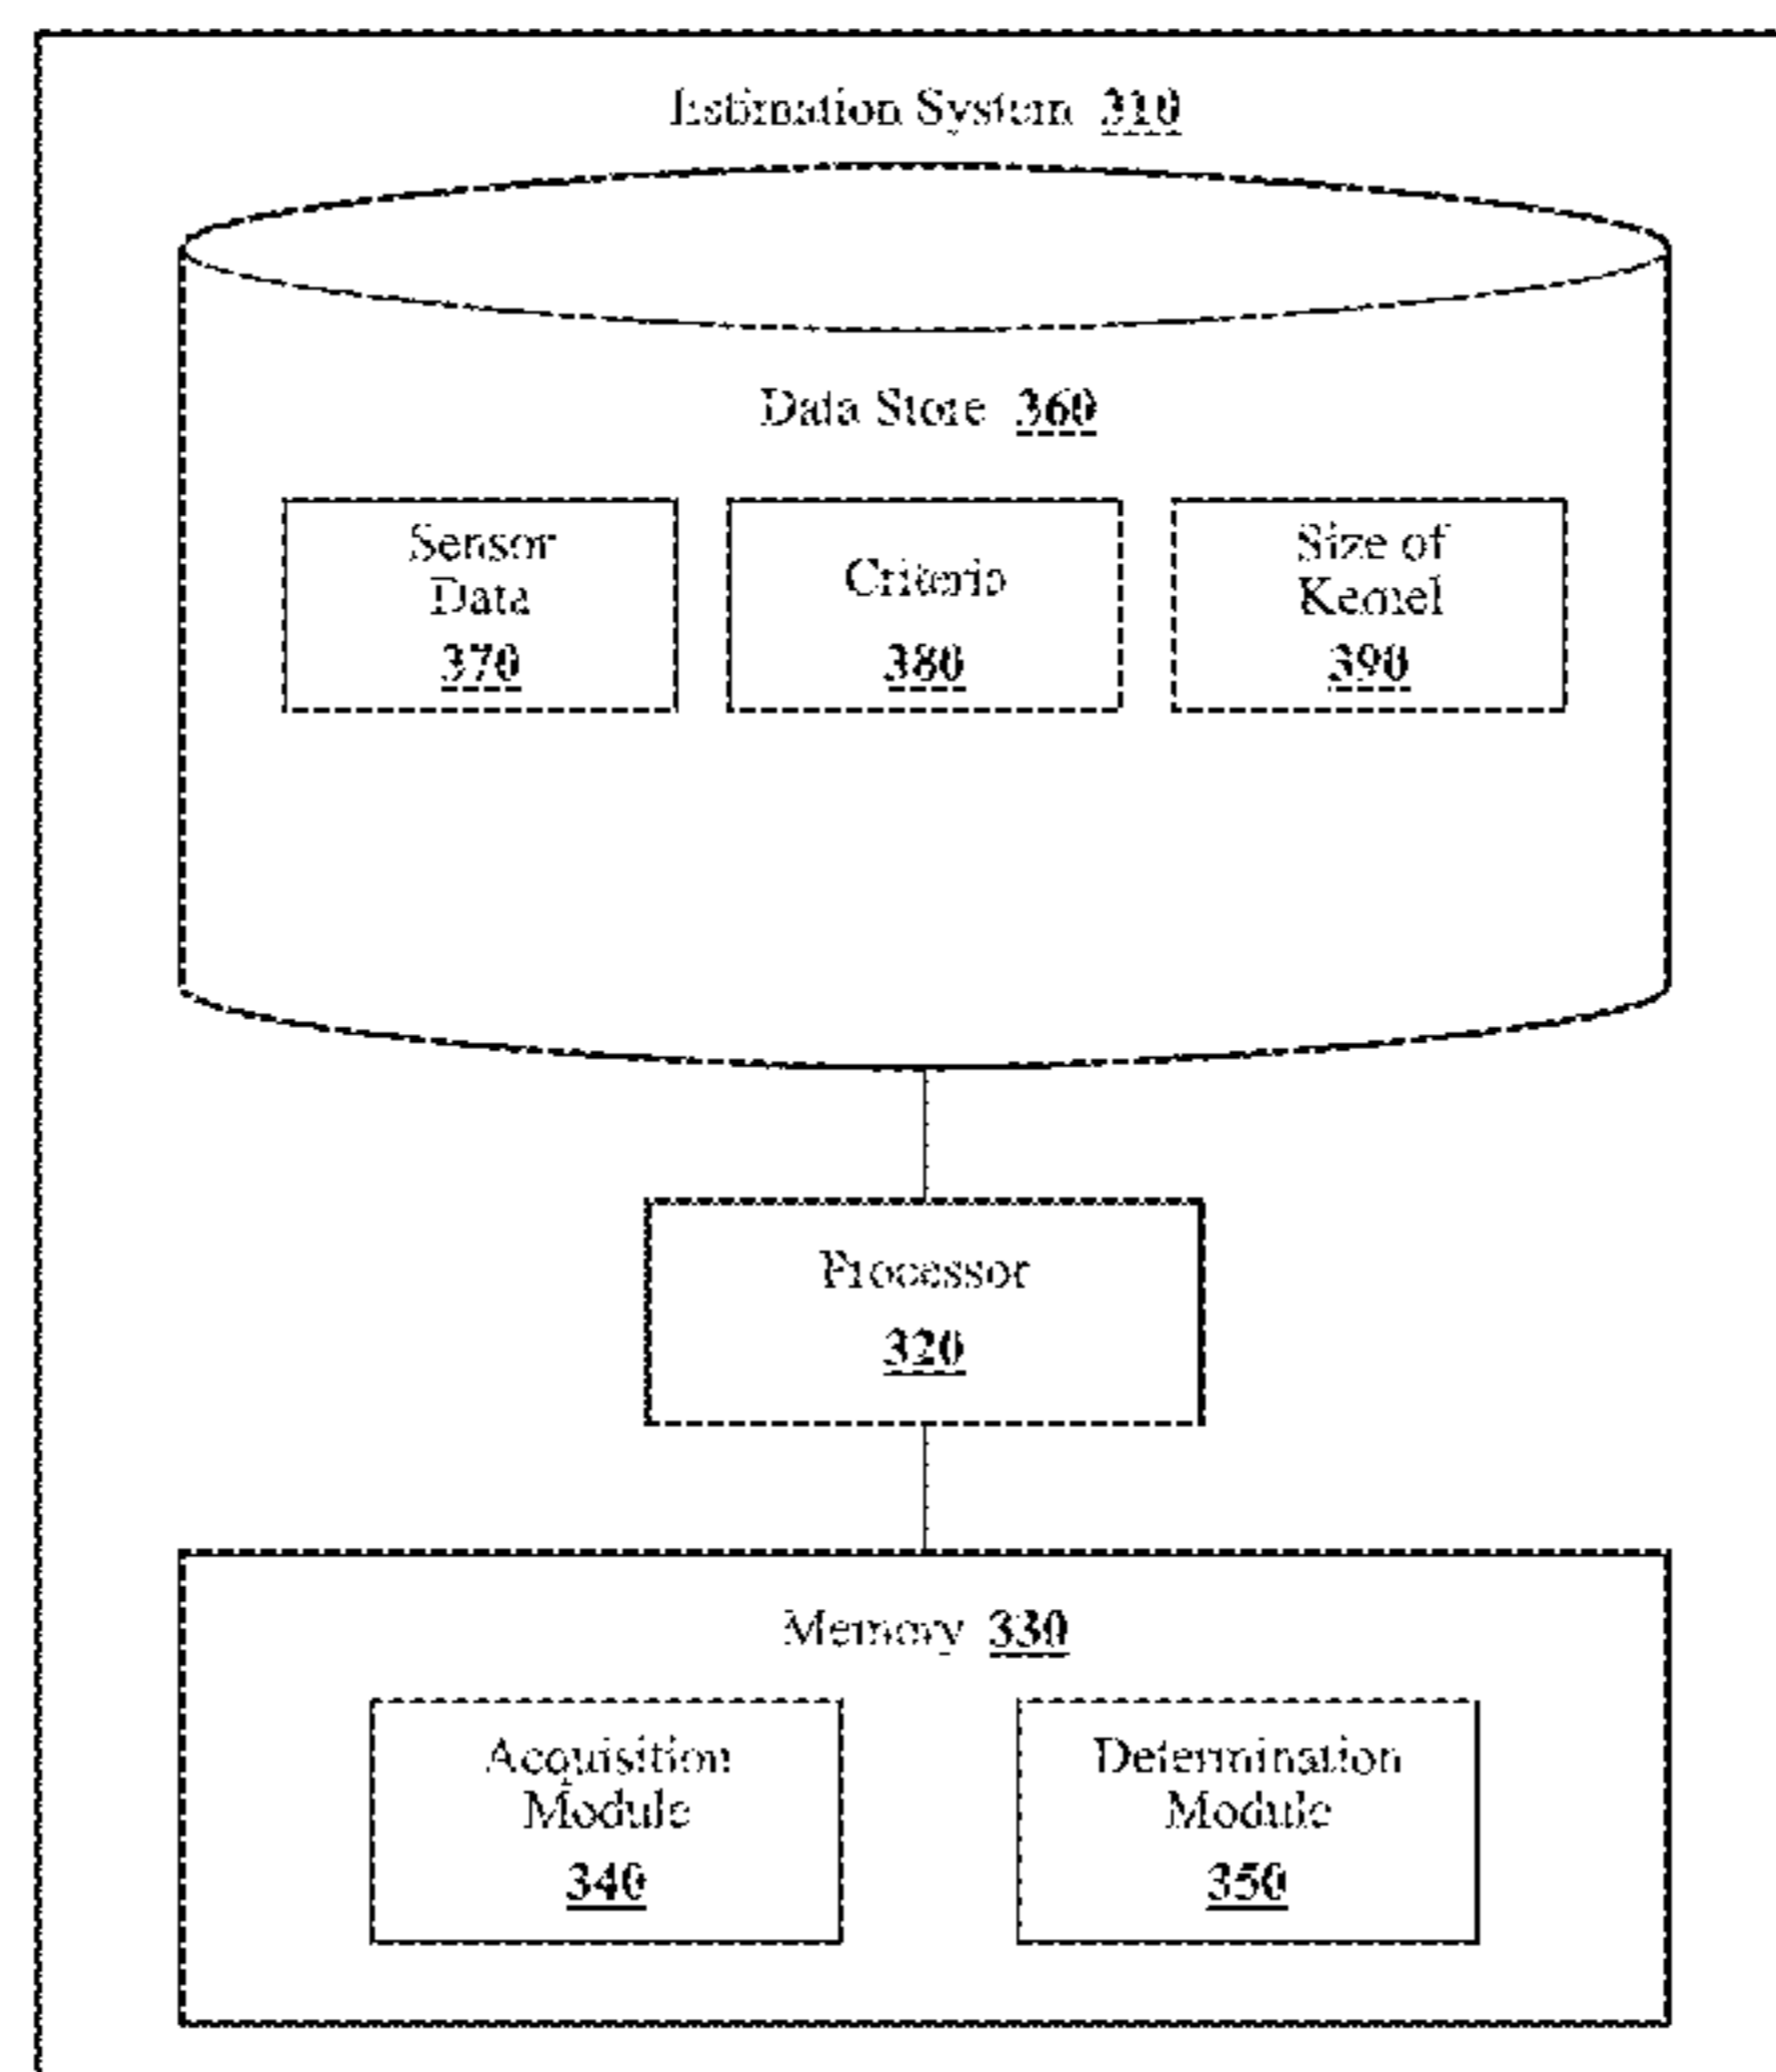 Estimation System 310
Data Store 360
Sensor
Data
370
Criteria
380
Size of
Kernel
390
Processor
320
Memory 330
Acquisition
Module
340
Determination
Module
350